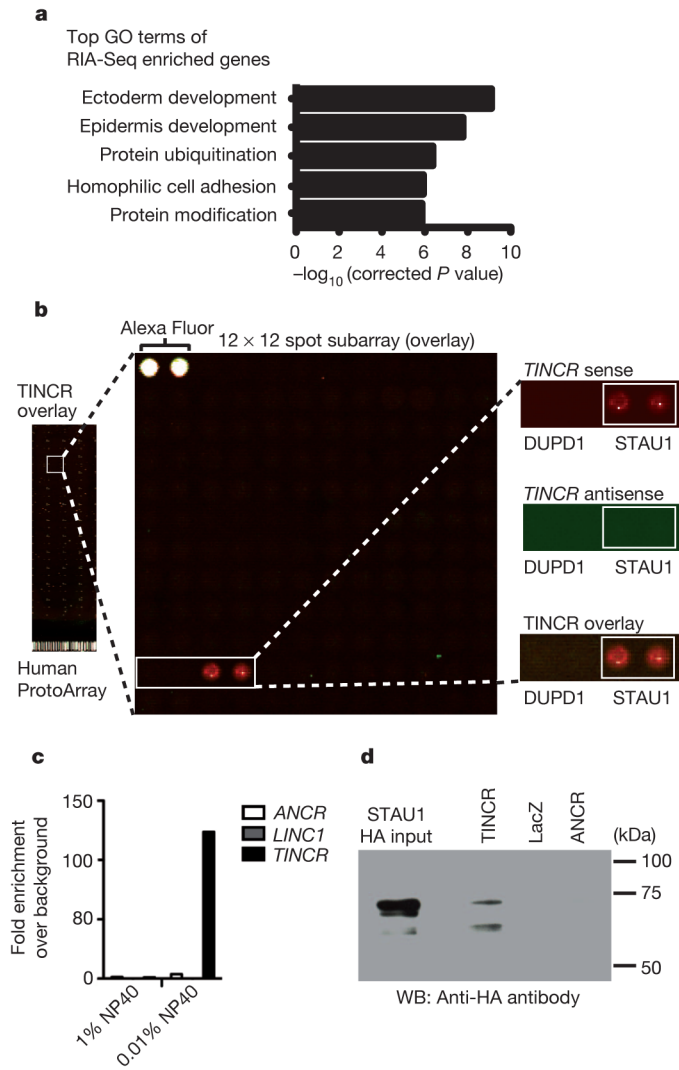 a
Top GO terms of
RIA-Seq enriched genes
Ectoderm development
Epidermis development
Protein ubiquitination
Homophilic cell adhesion
Protein modification
0 2 4 6 8 10
–log10 (corrected P value)
b
Alexa Fluor
12 × 12 spot subarray (overlay)
TINCR
overlay
Human
ProtoArray
TINCR sense
DUPD1 STAU1
TINCR antisense
DUPD1 STAU1
TINCR overlay
DUPD1 STAU1
c
Fold enrichment
over background
150
100
80
0
1% NP40
0.01% NP40
ANCR
LINC1
TINCR
d
STAU1
HA input
TINCR
LacZ
ANCR
(kDa)
100
75
50
WB: Anti-HA antibody